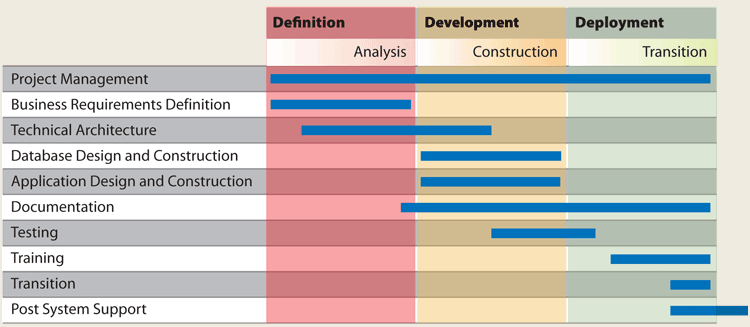 Definition Development Deployment
Analysis Construction Transition
Project Management
Business Requirements Definition
Technical Architecture
Database Design and Construction
Application Design and Construction
Documentation
Testing
Training
Transition
Post System Support